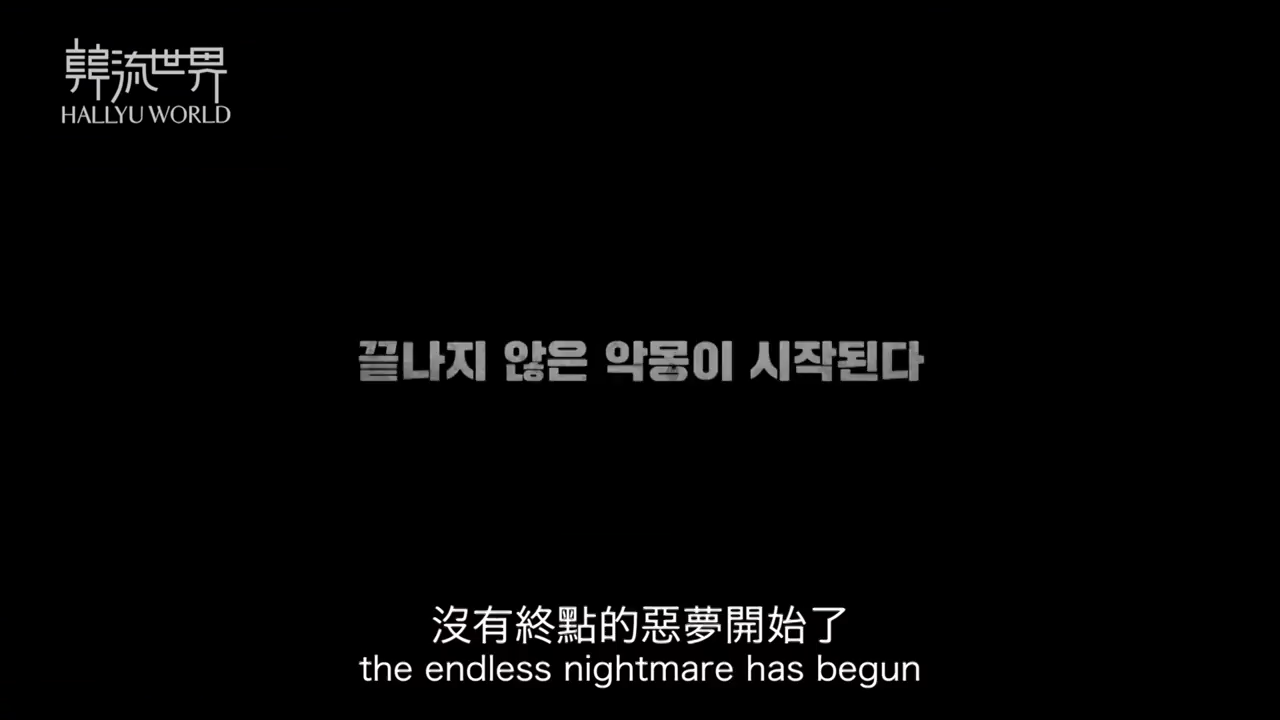 韓流世界
HALLYU WORLD
끝나지 않은 악몽이 시작된다
沒有終點的惡夢開始了
the endless nightmare has begun